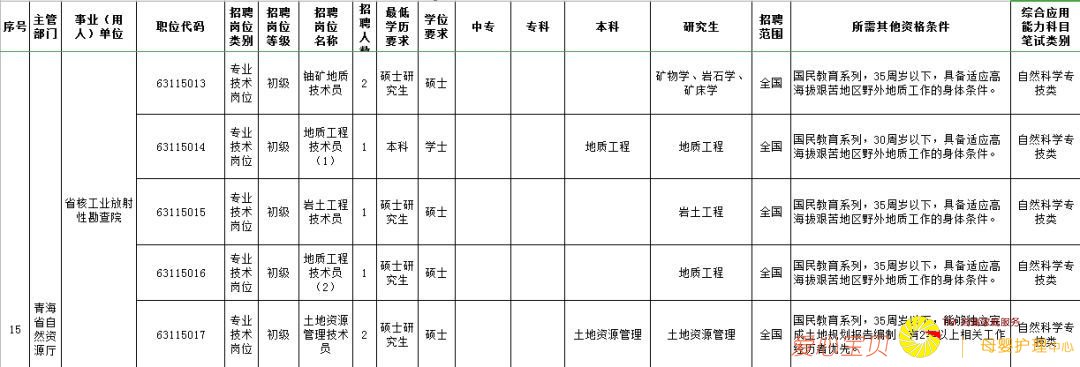 序号 主管部门 事业（用人）单位 职位代码 招聘岗位类别 招聘岗位等级 招聘岗位名称 招聘人数 最低学历要求 学位要求 中专 专科 本科 研究生 招聘范围 所需其他资格条件 综合应用能力科目笔试类别
15 青海省自然资源厅 省核工业放射性勘查院
63115013 专业技术岗位 初级 铀矿地质技术员 2 硕士研究生 硕士 矿物学、岩石学、矿床学 全国 国民教育系列，35周岁以下，具备适应高海拔艰苦地区野外地质工作的身体条件。 自然科学专技类
63115014 专业技术岗位 初级 地质工程技术员（1） 1 本科 学士 地质工程 地质工程 全国 国民教育系列，30周岁以下，具备适应高海拔艰苦地区野外地质工作的身体条件。 自然科学专技类
63115015 专业技术岗位 初级 岩土工程技术员 1 硕士研究生 硕士 岩土工程 全国 国民教育系列，35周岁以下，具备适应高海拔艰苦地区野外地质工作的身体条件。 自然科学专技类
63115016 专业技术岗位 初级 地质工程技术员（2） 1 硕士研究生 硕士 地质工程 全国 国民教育系列，35周岁以下，具备适应高海拔艰苦地区野外地质工作的身体条件。 自然科学专技类
63115017 专业技术岗位 初级 土地资源管理技术员 2 硕士研究生 硕士 土地资源管理 土地资源管理 全国 国民教育系列，35周岁以下，能够独立完成土地规划报告编制，有2年以上相关工作经历者优先。 自然科学专技类
爱心宝贝 母婴护理中心